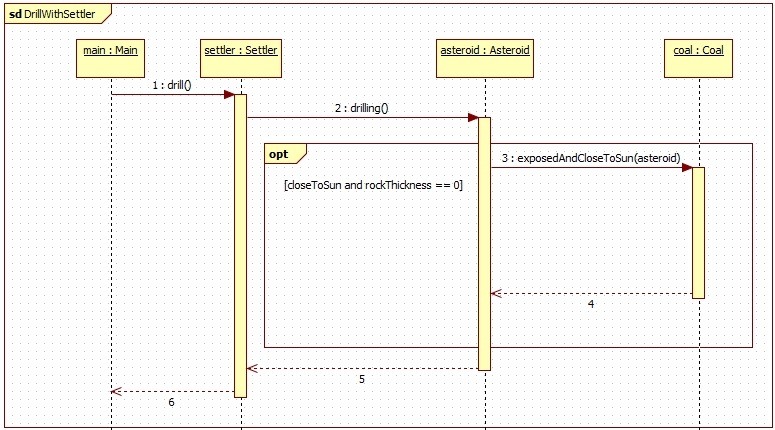 sd DrillWithSettler
main : Main
settler : Settler
asteroid : Asteroid
coal : Coal
1 : drill()
2 : drilling()
opt
3 : exposedAndCloseToSun(asteroid)
[closeToSun and rockThickness == 0]
4
5
6